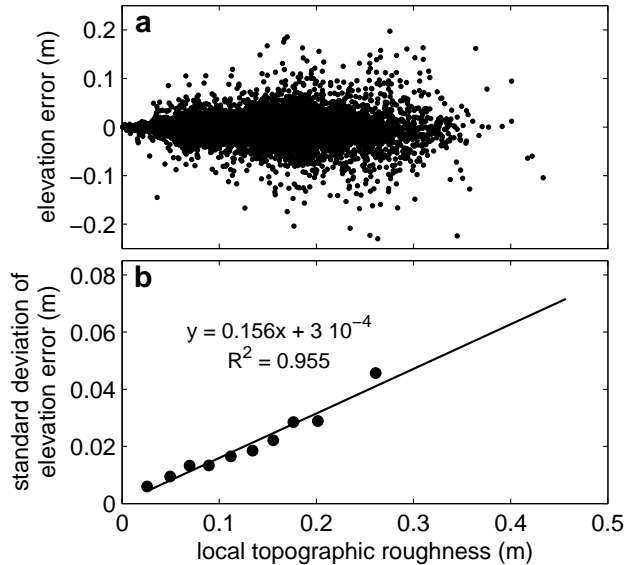 a
elevation error (m)
0.2
0.1
0
−0.1
−0.2
b
standard deviation of
elevation error (m)
0.08
0.06
0.04
0.02
0
y = 0.156x + 3 10⁻⁴
R² = 0.955
0 0.1 0.2 0.3 0.4 0.5
local topographic roughness (m)